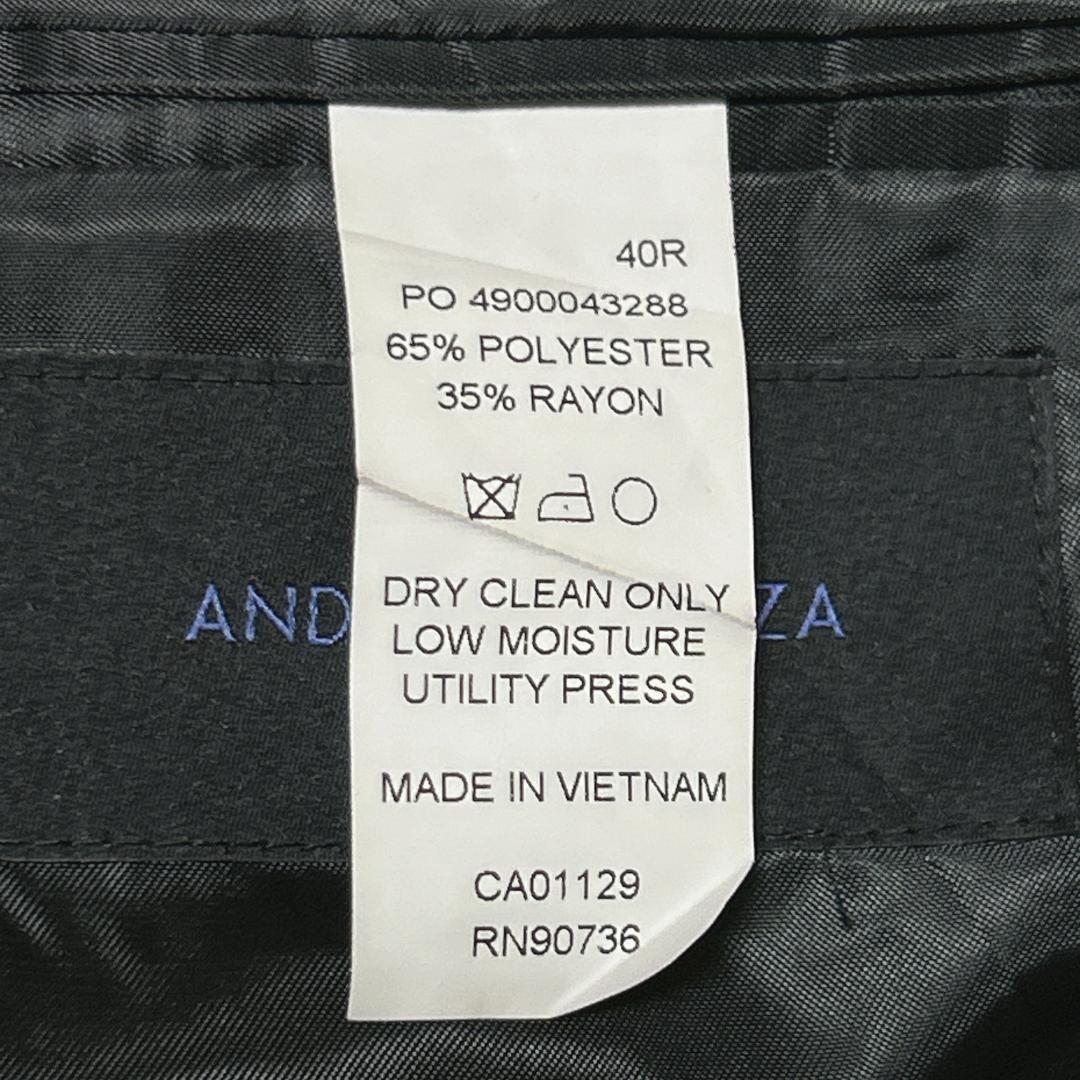 40R
PO 4900043288
65% POLYESTER
35% RAYON
DRY CLEAN ONLY
LOW MOISTURE
UTILITY PRESS
MADE IN VIETNAM
CA01129
RN90736